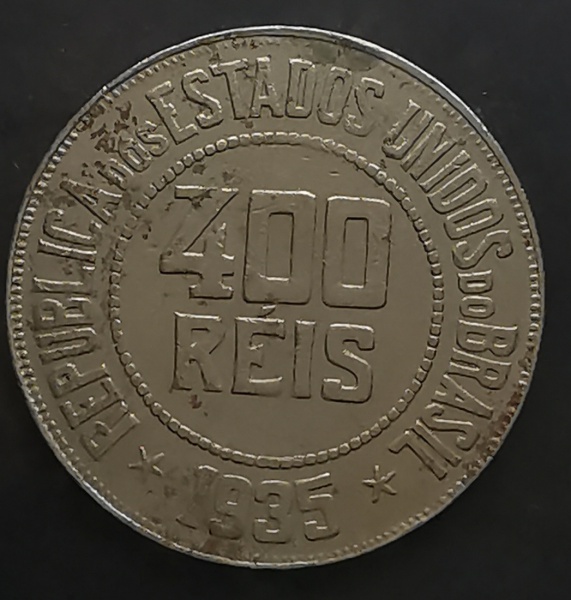 REPUBLICA DOS ESTADOS UNIDOS DO BRASIL
400
RÉIS
1935